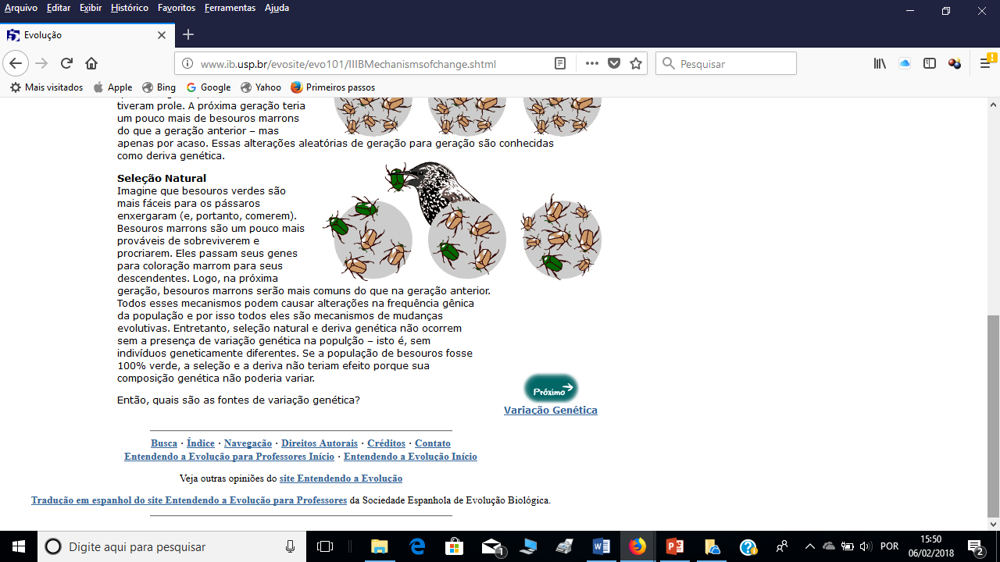 Arquivo Editar Exibir Histórico Favoritos Ferramentas Ajuda
Evolução
www.ib.usp.br/evosite/evo101/IIIBMechanismsofchange.shtml
Pesquisar
Mais visitados Apple Bing Google Yahoo Primeiros passos
tiveram prole. A próxima geração teria
um pouco mais de besouros marrons
do que a geração anterior – mas
apenas por acaso. Essas alterações aleatórias de geração para geração são conhecidas
como deriva genética.
Seleção Natural
Imagine que besouros verdes são
mais fáceis para os pássaros
enxergaram (e, portanto, comerem).
Besouros marrons são um pouco mais
prováveis de sobreviverem e
procriarem. Eles passam seus genes
para coloração marrom para seus
descendentes. Logo, na próxima
geração, besouros marrons serão mais comuns do que na geração anterior.
Todos esses mecanismos podem causar alterações na frequência gênica
da população e por isso todos eles são mecanismos de mudanças
evolutivas. Entretanto, seleção natural e deriva genética não ocorrem
sem a presença de variação genética na populção – isto é, sem
indivíduos geneticamente diferentes. Se a população de besouros fosse
100% verde, a seleção e a deriva não teriam efeito porque sua
composição genética não poderia variar.
Próximo
Então, quais são as fontes de variação genética?
Variação Genética
Busca · Índice · Navegação · Direitos Autorais · Créditos · Contato
Entendendo a Evolução para Professores Início · Entendendo a Evolução Início
Veja outras opiniões do site Entendendo a Evolução
Tradução em espanhol do site Entendendo a Evolução para Professores da Sociedade Espanhola de Evolução Biológica.
Digite aqui para pesquisar
1
POR
15:50
06/02/2018
2